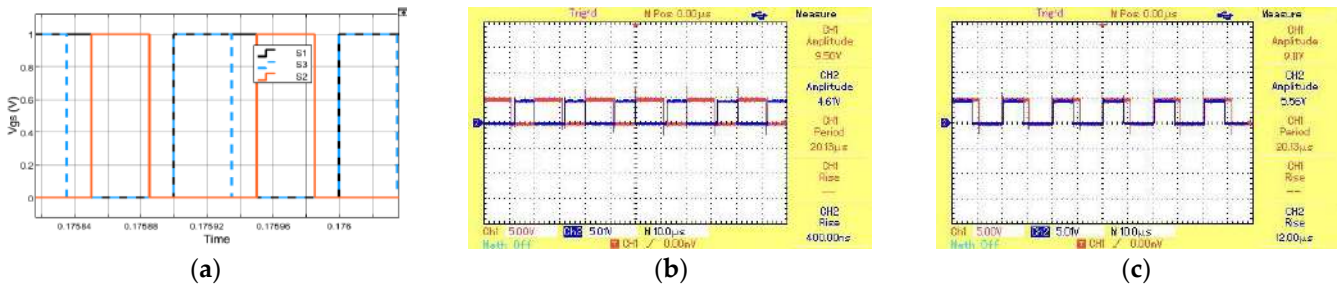 Vgs (V)
1
0.8
0.6
0.4
0.2
0
S1
S3
S2
0.17584
0.17588
0.17592
0.17596
0.176
Time
(a)
Trig'd
M Pos: 0.00µs
Measure
CH1
Amplitude
CH2
Amplitude
4.61V
CH1
Period
20.13µs
CH1
Rise
---
CH2
Rise
400.00ns
Ch1 5.00V
Ch2 5.01V
M 10.0µs
Math Off
CH1
0.00mV
(b)
Trig'd
M Pos: 0.00µs
Measure
CH1
Amplitude
CH2
Amplitude
5.56V
CH1
Period
20.13µs
CH1
Rise
---
CH2
Rise
12.00µs
Ch1 5.00V
Ch2 5.01V
M 10.0µs
Math Off
CH1
0.00mV
(c)